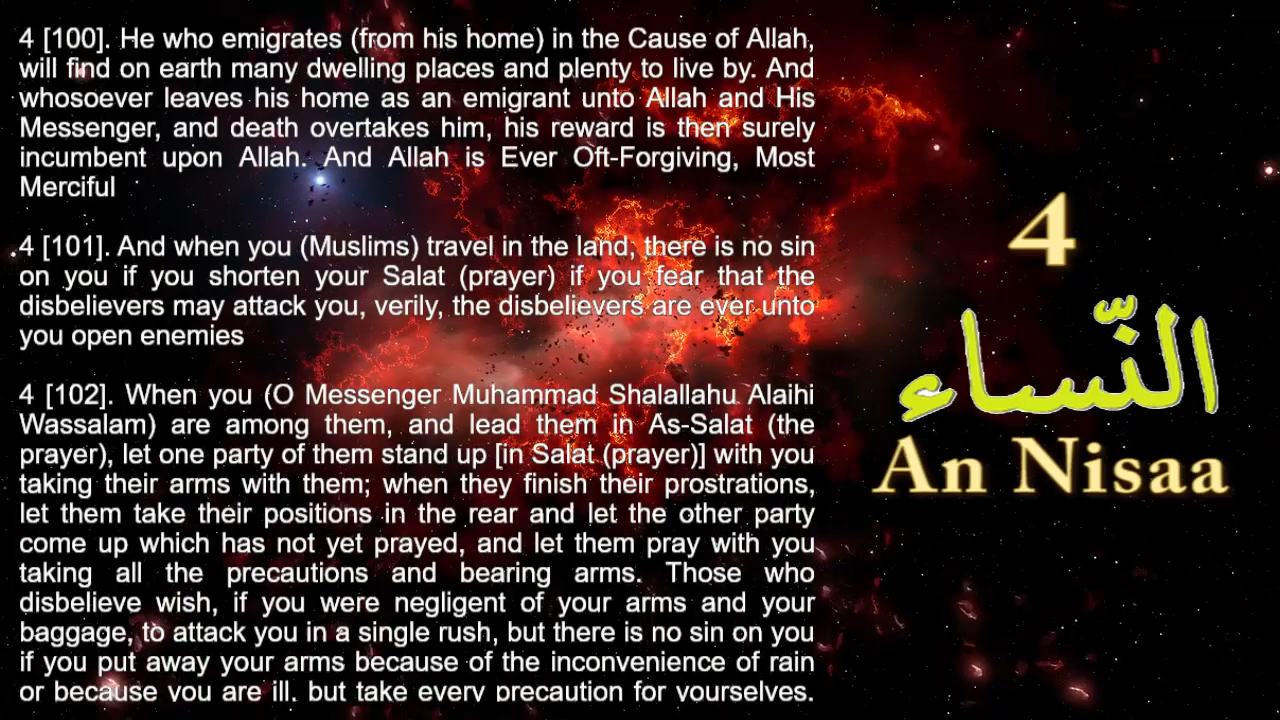 4 [100]. He who emigrates (from his home) in the Cause of Allah,
will find on earth many dwelling places and plenty to live by. And
whosoever leaves his home as an emigrant unto Allah and His
Messenger, and death overtakes him, his reward is then surely
incumbent upon Allah. And Allah is Ever Oft-Forgiving, Most
Merciful
4 [101]. And when you (Muslims) travel in the land, there is no sin
on you if you shorten your Salat (prayer) if you fear that the
disbelievers may attack you, verily, the disbelievers are ever unto
you open enemies
4 [102]. When you (O Messenger Muhammad Shalallahu Alaihi
Wassalam) are among them, and lead them in As-Salat (the
prayer), let one party of them stand up [in Salat (prayer)] with you
taking their arms with them; when they finish their prostrations,
let them take their positions in the rear and let the other party
come up which has not yet prayed, and let them pray with you
taking all the precautions and bearing arms. Those who
disbelieve wish, if you were negligent of your arms and your
baggage, to attack you in a single rush, but there is no sin on you
if you put away your arms because of the inconvenience of rain
or because you are ill, but take every precaution for yourselves.
4
النّساء
An Nisaa